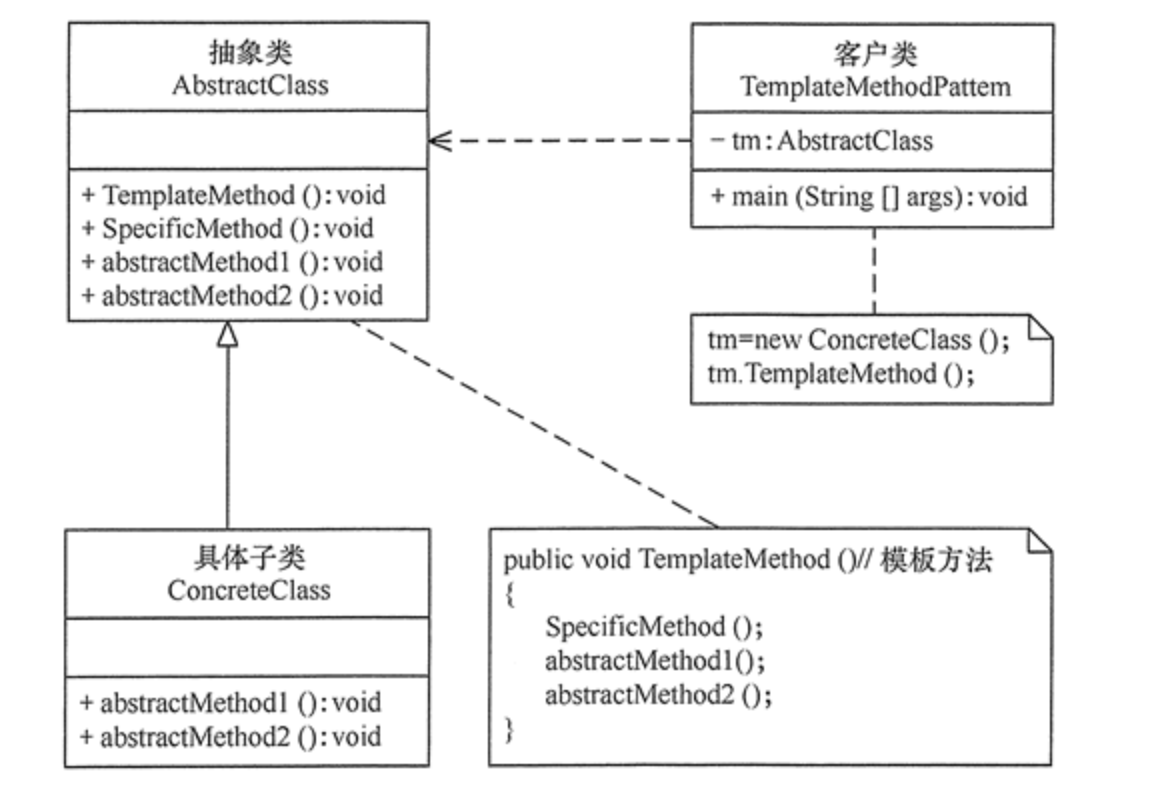 抽象类
AbstractClass
+ TemplateMethod ():void
+ SpecificMethod ():void
+ abstractMethod1 ():void
+ abstractMethod2 ():void
客户类
TemplateMethodPattem
− tm:AbstractClass
+ main (String [] args):void
tm=new ConcreteClass ();
tm.TemplateMethod ();
具体子类
ConcreteClass
+ abstractMethod1 ():void
+ abstractMethod2 ():void
public void TemplateMethod ()// 模板方法
{
SpecificMethod ();
abstractMethod1();
abstractMethod2 ();
}